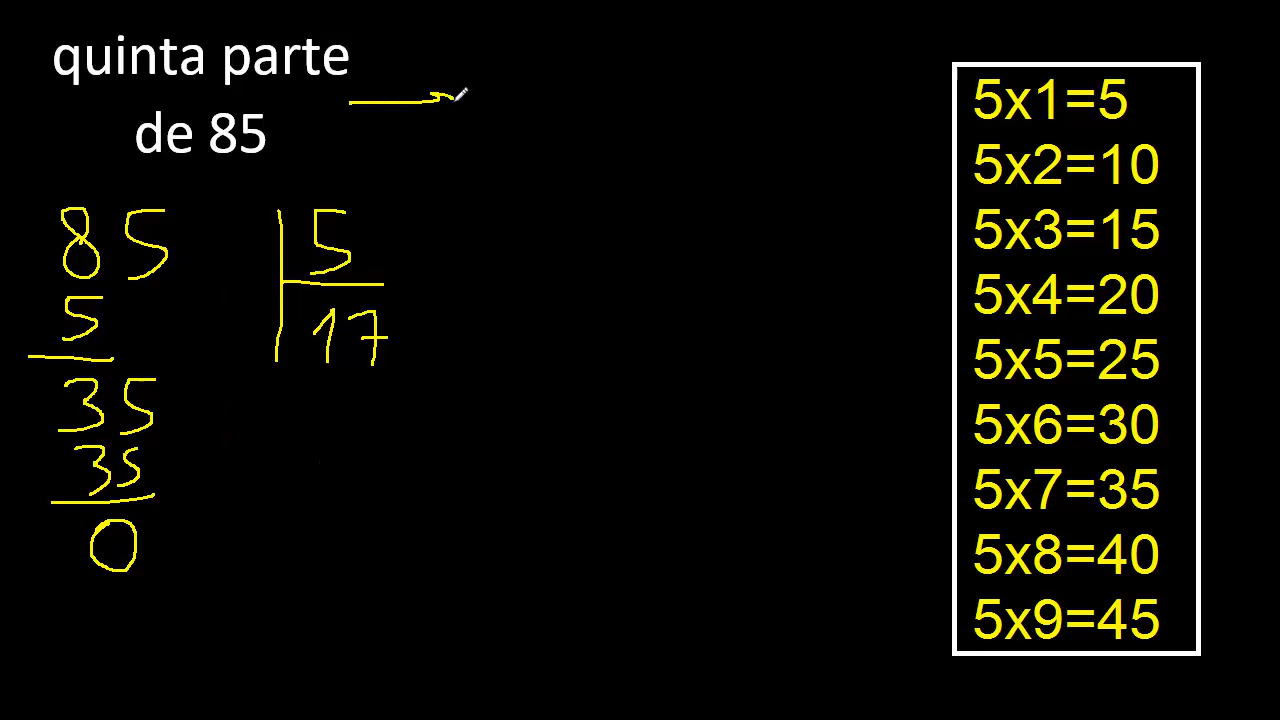 quinta parte
de 85
85 5
5 17
35
35
0
5x1=5
5x2=10
5x3=15
5x4=20
5x5=25
5x6=30
5x7=35
5x8=40
5x9=45